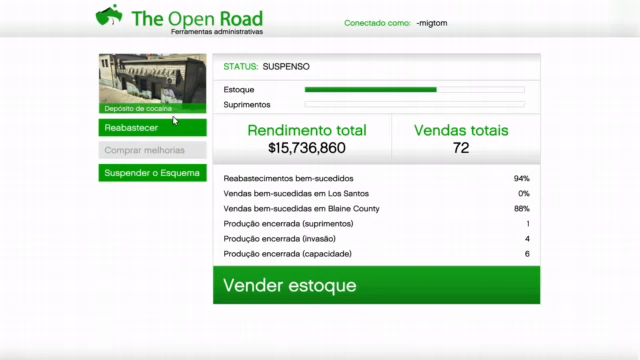 The Open Road
Ferramentas administrativas
Conectado como: -migtom
Depósito de cocaína
Reabastecer
Comprar melhorias
Suspender o Esquema
STATUS: SUSPENSO
Estoque
Suprimentos
Rendimento total
$15,736,860
Vendas totais
72
Reabastecimentos bem-sucedidos 94%
Vendas bem-sucedidas em Los Santos 0%
Vendas bem-sucedidas em Blaine County 88%
Produção encerrada (suprimentos) 1
Produção encerrada (invasão) 4
Produção encerrada (capacidade) 6
Vender estoque